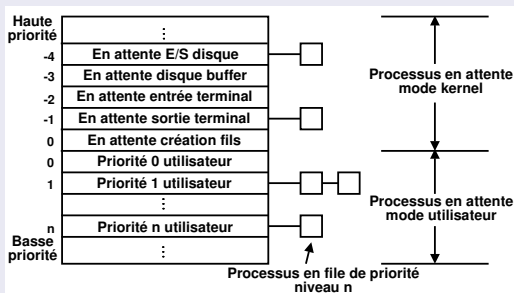 Haute
priorité
⋮
-4 En attente E/S disque
-3 En attente disque buffer
-2 En attente entrée terminal
-1 En attente sortie terminal
0 En attente création fils
0 Priorité 0 utilisateur
1 Priorité 1 utilisateur
⋮
n Priorité n utilisateur
Basse
priorité
⋮
Processus en attente
mode kernel
Processus en attente
mode utilisateur
Processus en file de priorité
niveau n